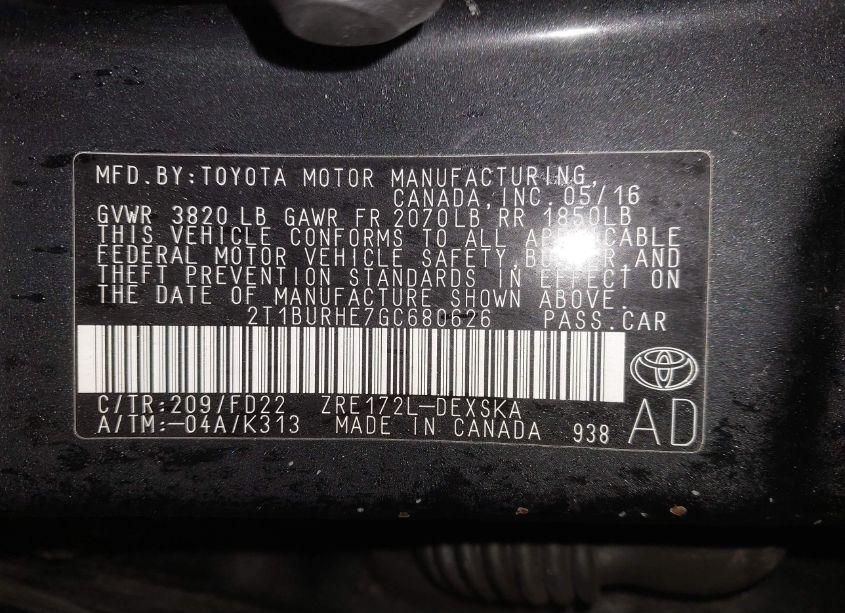 MFD.BY:TOYOTA MOTOR MANUFACTURING,
CANADA,INC.05/16
GVWR 3820 LB GAWR FR 2070LB RR 1850LB
THIS VEHICLE CONFORMS TO ALL APPLICABLE
FEDERAL MOTOR VEHICLE SAFETY,BUMPER,AND
THEFT PREVENTION STANDARDS IN EFFECT ON
THE DATE OF MANUFACTURE SHOWN ABOVE.
2T1BURHE7GC680626 PASS.CAR
C/TR:209/FD22 ZRE172L-DEXSKA
A/TM:-04A/K313 MADE IN CANADA 938 AD